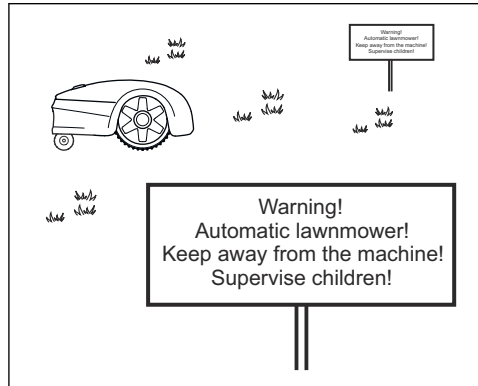 Warning!
Automatic lawnmower!
Keep away from the machine!
Supervise children!
Warning!
Automatic lawnmower!
Keep away from the machine!
Supervise children!